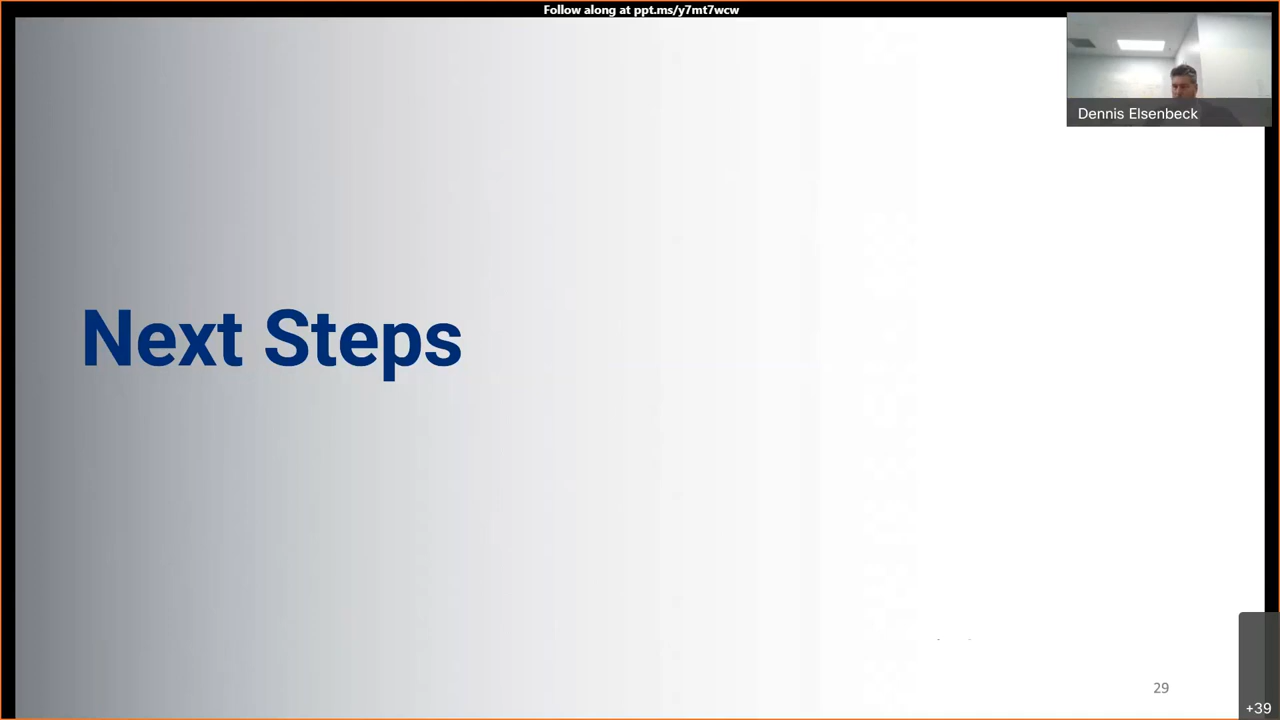 Follow along at ppt.ms/y7mt7wcw
Dennis Elsenbeck
Next Steps
29
+39